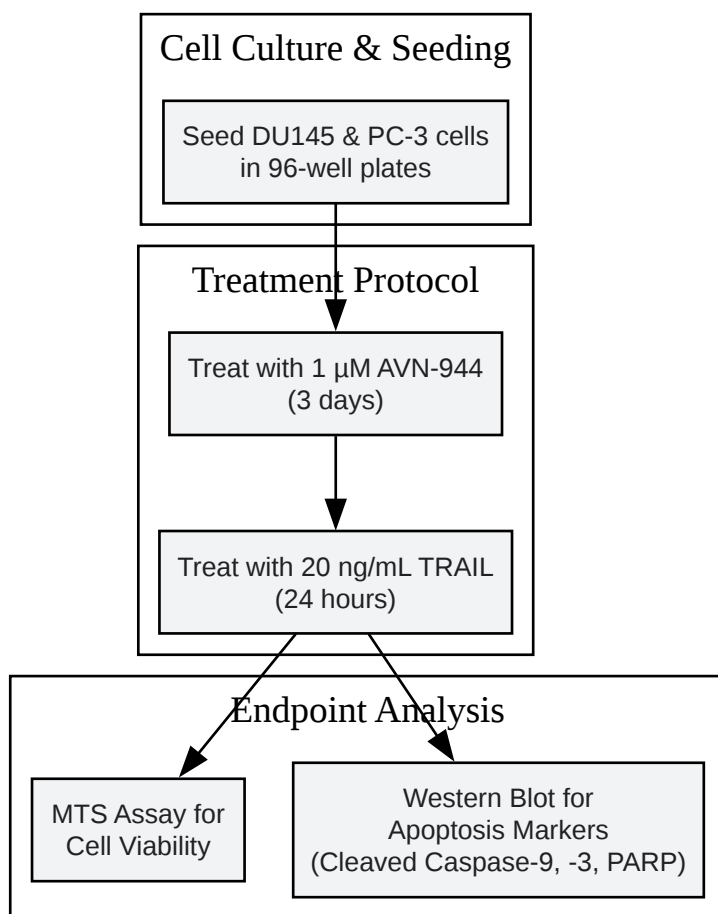 Cell Culture & Seeding
Seed DU145 & PC-3 cells
in 96-well plates
Treatment Protocol
Treat with 1 µM AVN-944
(3 days)
Treat with 20 ng/mL TRAIL
(24 hours)
Endpoint Analysis
MTS Assay for
Cell Viability
Western Blot for
Apoptosis Markers
(Cleaved Caspase-9, -3, PARP)